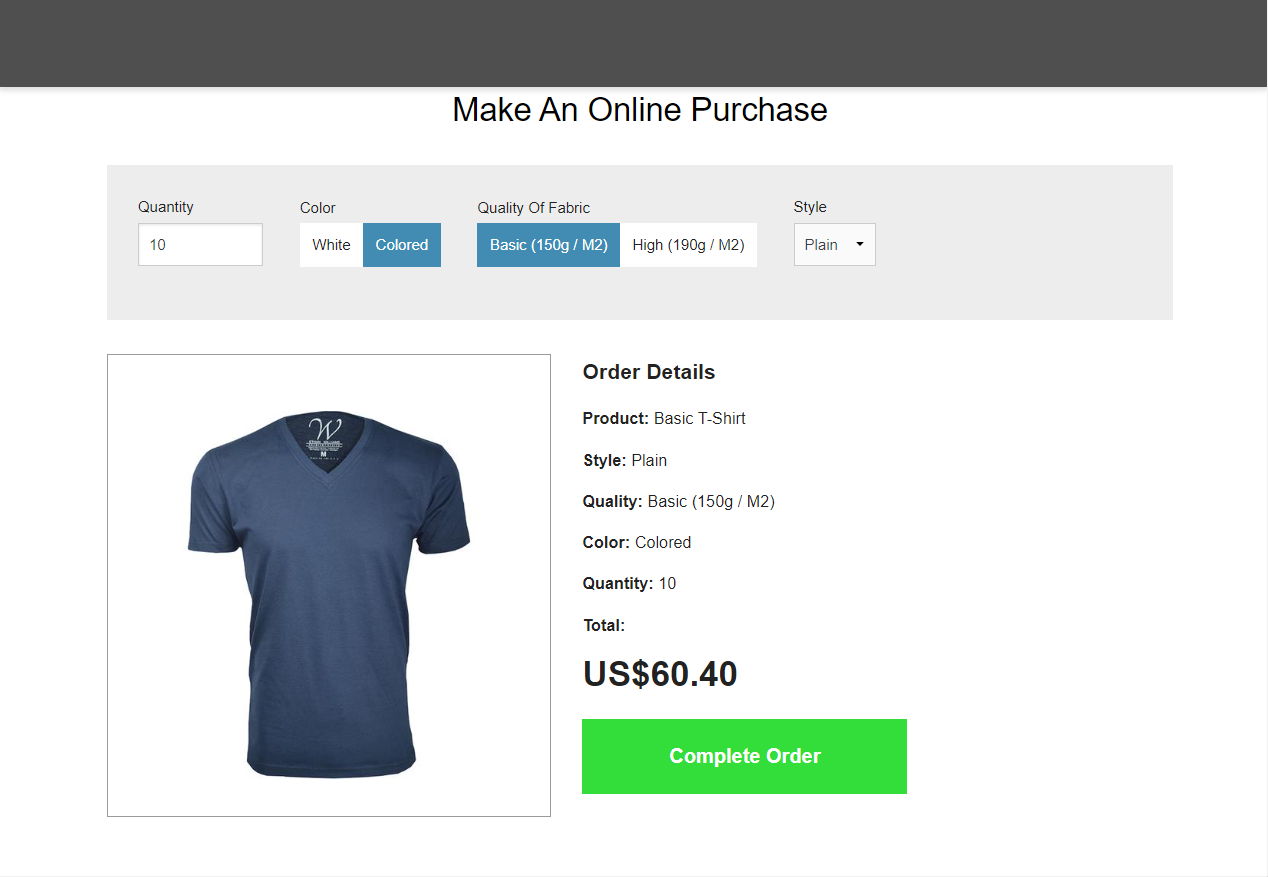 Make An Online Purchase
Quantity
Color
Quality Of Fabric
Style
10
White
Colored
Basic (150g / M2)
High (190g / M2)
Plain
Order Details
Product: Basic T-Shirt
Style: Plain
Quality: Basic (150g / M2)
Color: Colored
Quantity: 10
Total:
US$60.40
Complete Order
W
M